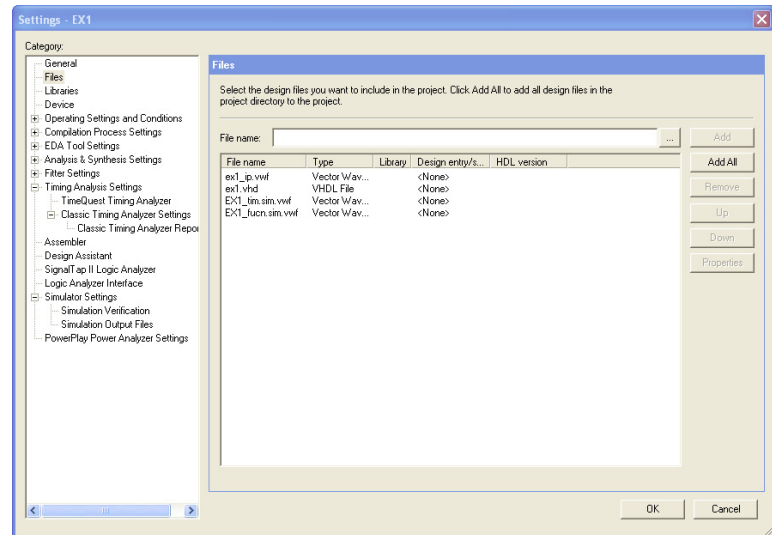 Settings - EX1
Category:
General
Files
Libraries
Device
Operating Settings and Conditions
Compilation Process Settings
EDA Tool Settings
Analysis & Synthesis Settings
Fitter Settings
Timing Analysis Settings
TimeQuest Timing Analyzer
Classic Timing Analyzer Settings
Classic Timing Analyzer Repor
Assembler
Design Assistant
SignalTap II Logic Analyzer
Logic Analyzer Interface
Simulator Settings
Simulation Verification
Simulation Output Files
PowerPlay Power Analyzer Settings
Files
Select the design files you want to include in the project. Click Add All to add all design files in the
project directory to the project.
File name: ... Add
File name Type Library Design entry/s... HDL version Add All
ex1_ip.vwf Vector Wav... <None>
ex1.vhd VHDL File <None>
EX1_tim.sim.vwf Vector Wav... <None>
EX1_fucn.sim.vwf Vector Wav... <None>
Remove
Up
Down
Properties
OK Cancel